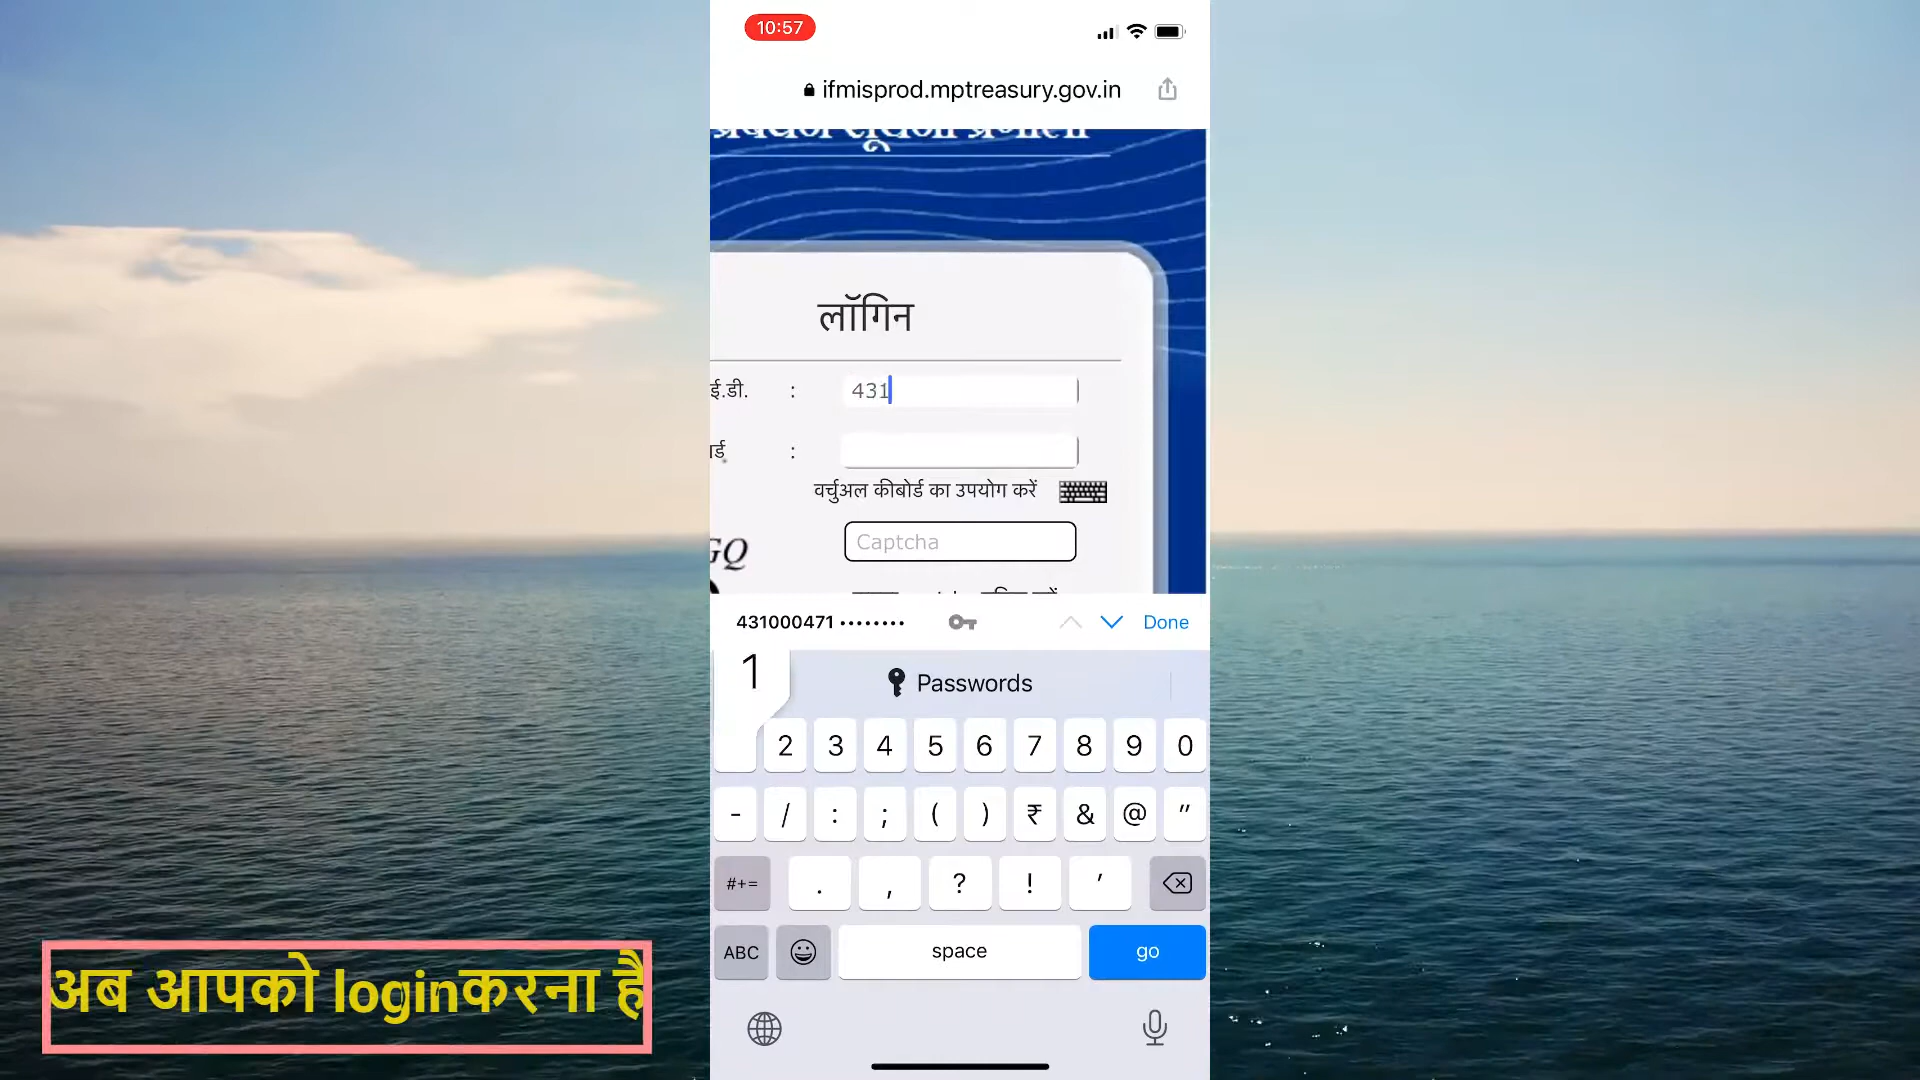 10:57
ifmisprod.mptreasury.gov.in
लॉगिन
ई.डी. : 431
र्ड :
वर्चुअल कीबोर्ड का उपयोग करें
GQ
Captcha
431000471 •••••••• Done
1
Passwords
2 3 4 5 6 7 8 9 0
- / : ; ( ) ₹ & @ "
#+= . , ? ! '
ABC space go
अब आपको loginकरना है